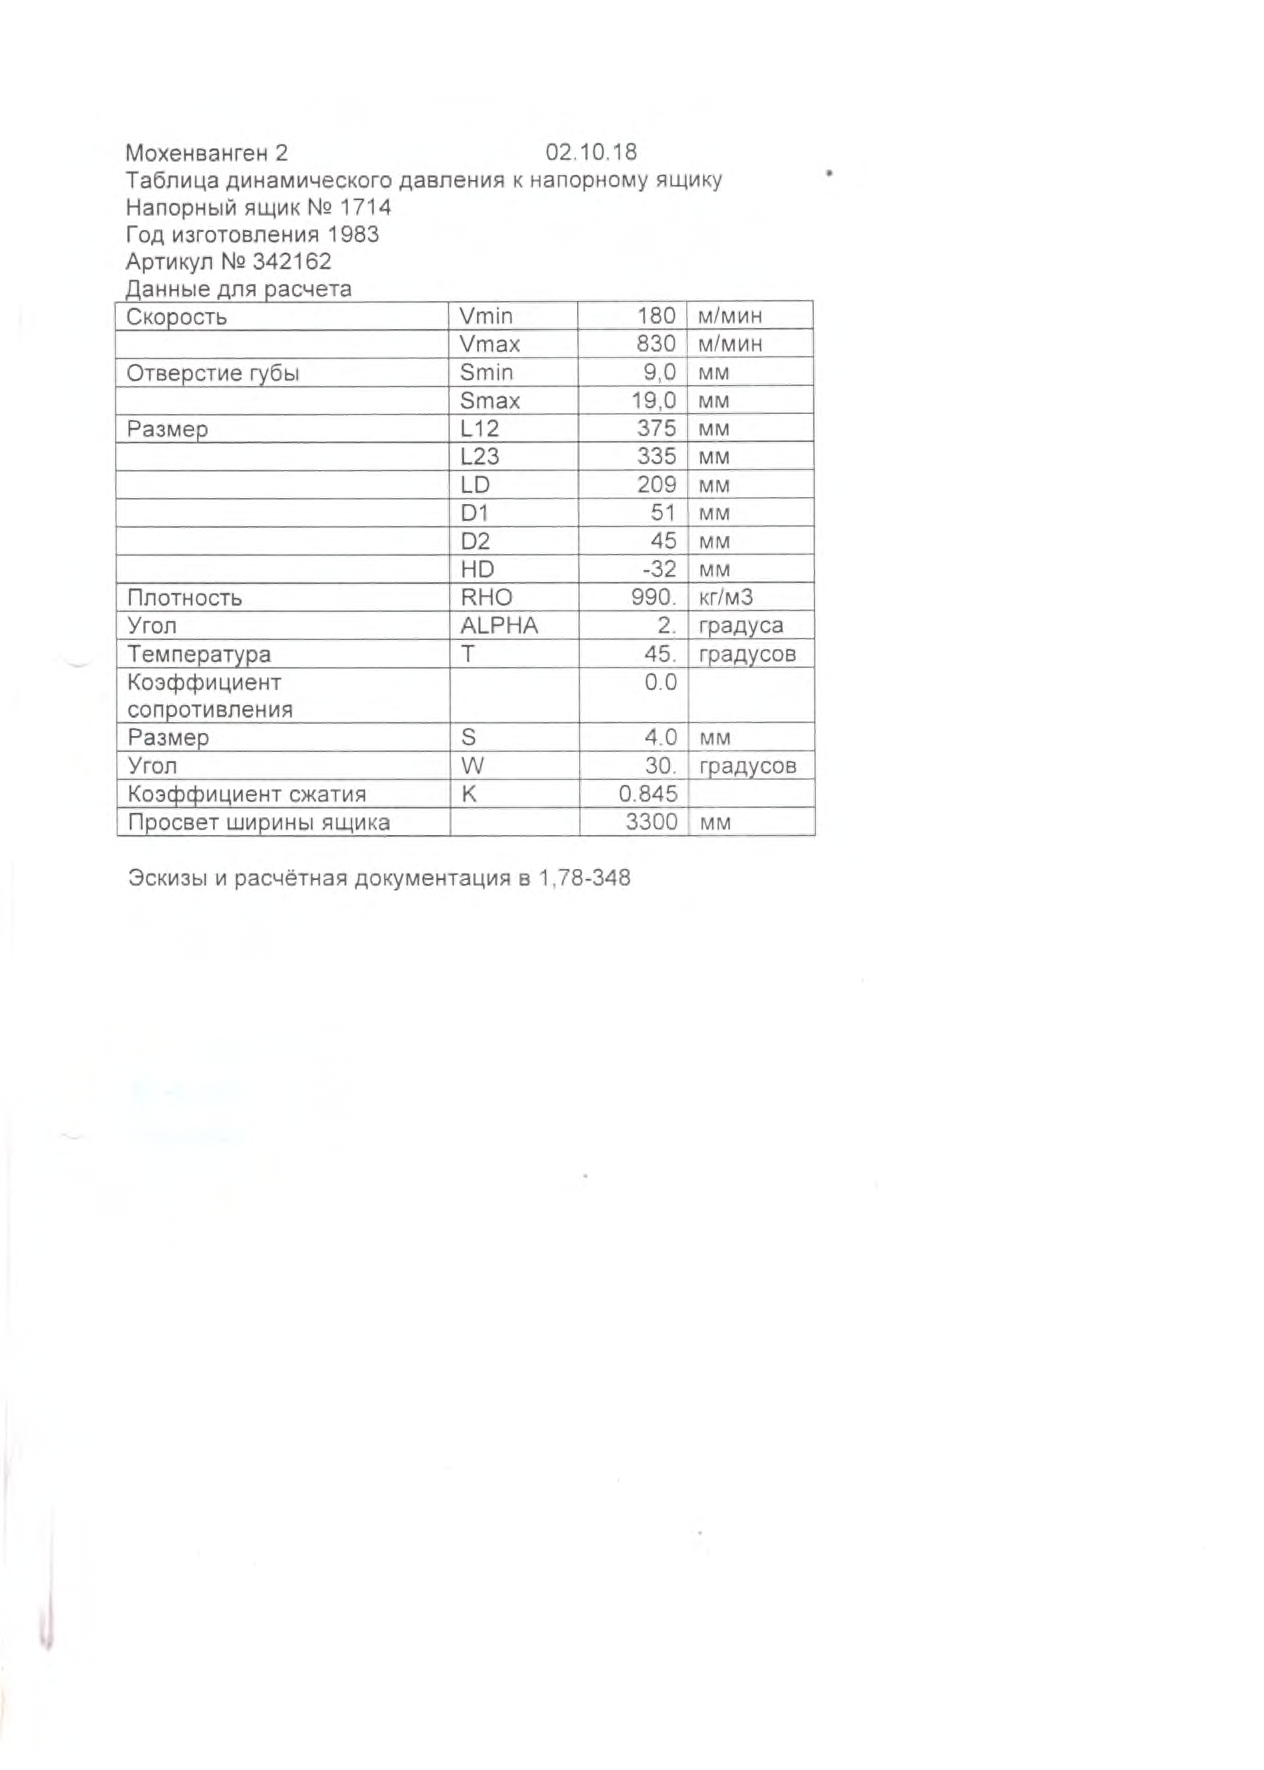 Мохенванген 2 02.10.18
Таблица динамического давления к напорному ящику
Напорный ящик № 1714
Год изготовления 1983
Артикул № 342162
Данные для расчета
Скорость Vmin 180 м/мин
Vmax 830 м/мин
Отверстие губы Smin 9,0 мм
Smax 19,0 мм
Размер L12 375 мм
L23 335 мм
LD 209 мм
D1 51 мм
D2 45 мм
HD -32 мм
Плотность RHO 990. кг/м3
Угол ALPHA 2. градуса
Температура T 45. градусов
Коэффициент 0.0
сопротивления
Размер S 4.0 мм
Угол W 30. градусов
Коэффициент сжатия K 0.845
Просвет ширины ящика 3300 мм
Эскизы и расчётная документация в 1,78-348